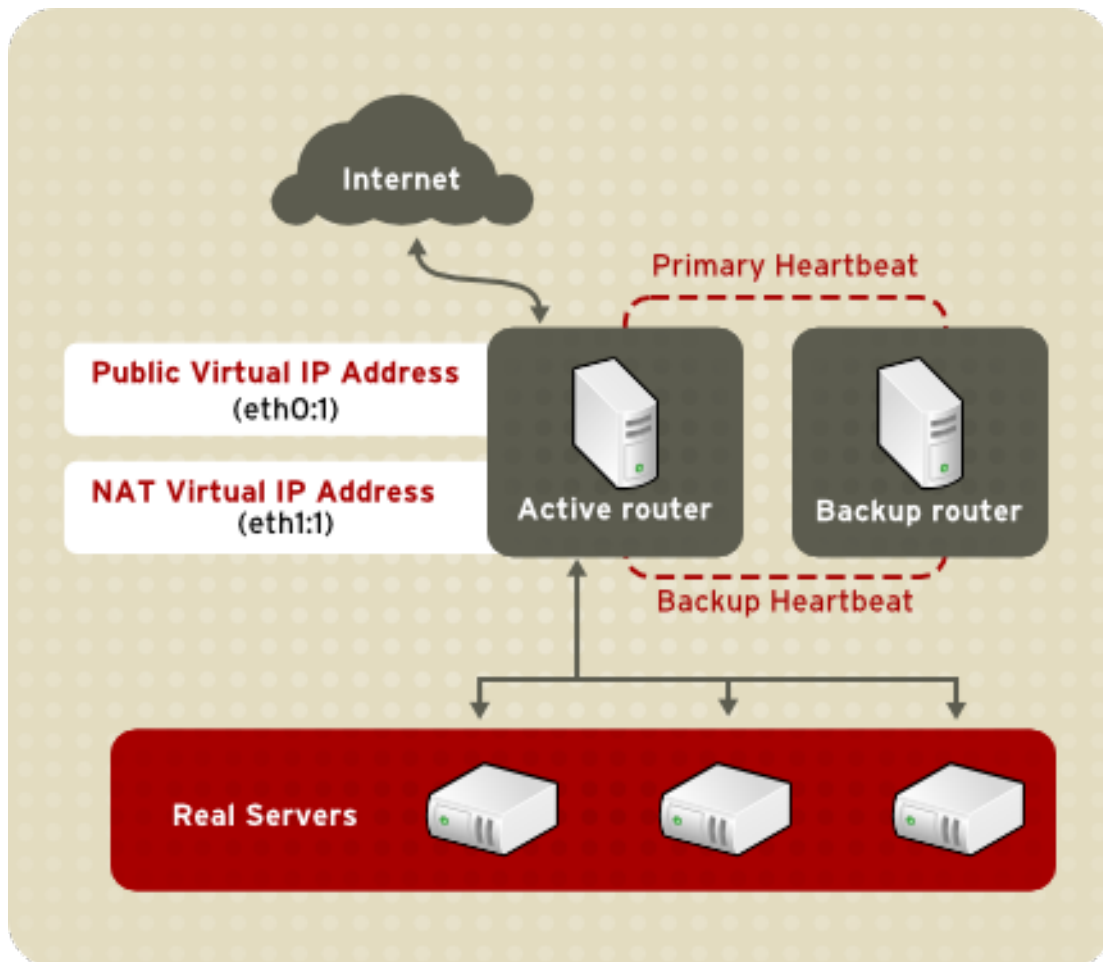 Internet
Primary Heartbeat
Public Virtual IP Address
(eth0:1)
NAT Virtual IP Address
(eth1:1)
Active router
Backup router
Backup Heartbeat
Real Servers